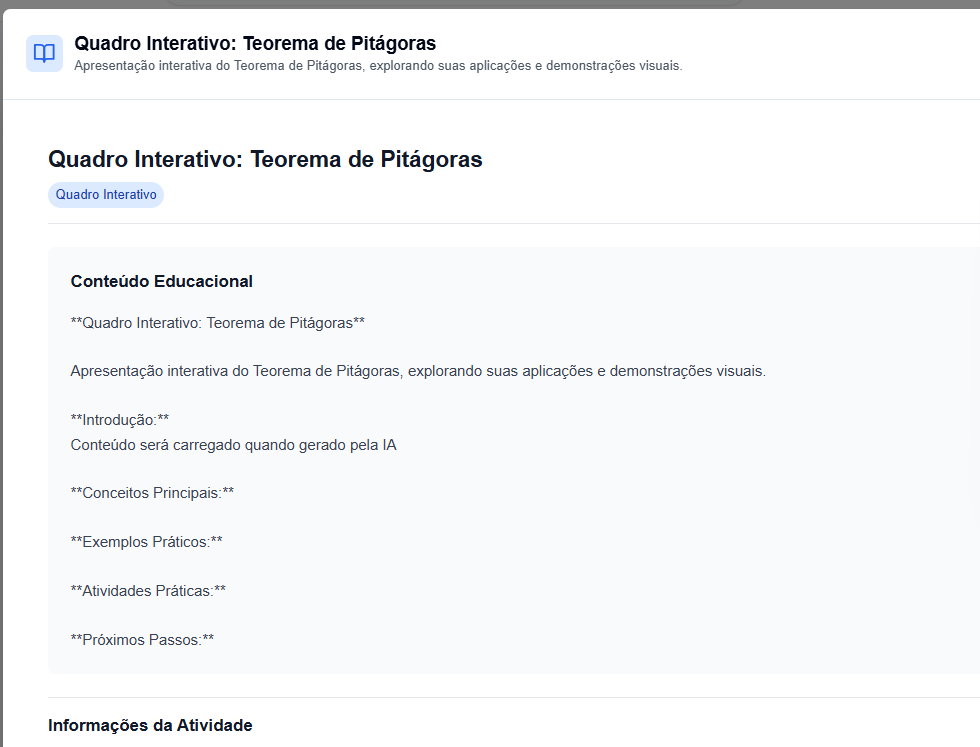 Quadro Interativo: Teorema de Pitágoras
Apresentação interativa do Teorema de Pitágoras, explorando suas aplicações e demonstrações visuais.
Quadro Interativo: Teorema de Pitágoras
Quadro Interativo
Conteúdo Educacional
**Quadro Interativo: Teorema de Pitágoras**
Apresentação interativa do Teorema de Pitágoras, explorando suas aplicações e demonstrações visuais.
**Introdução:**
Conteúdo será carregado quando gerado pela IA
**Conceitos Principais:**
**Exemplos Práticos:**
**Atividades Práticas:**
**Próximos Passos:**
Informações da Atividade